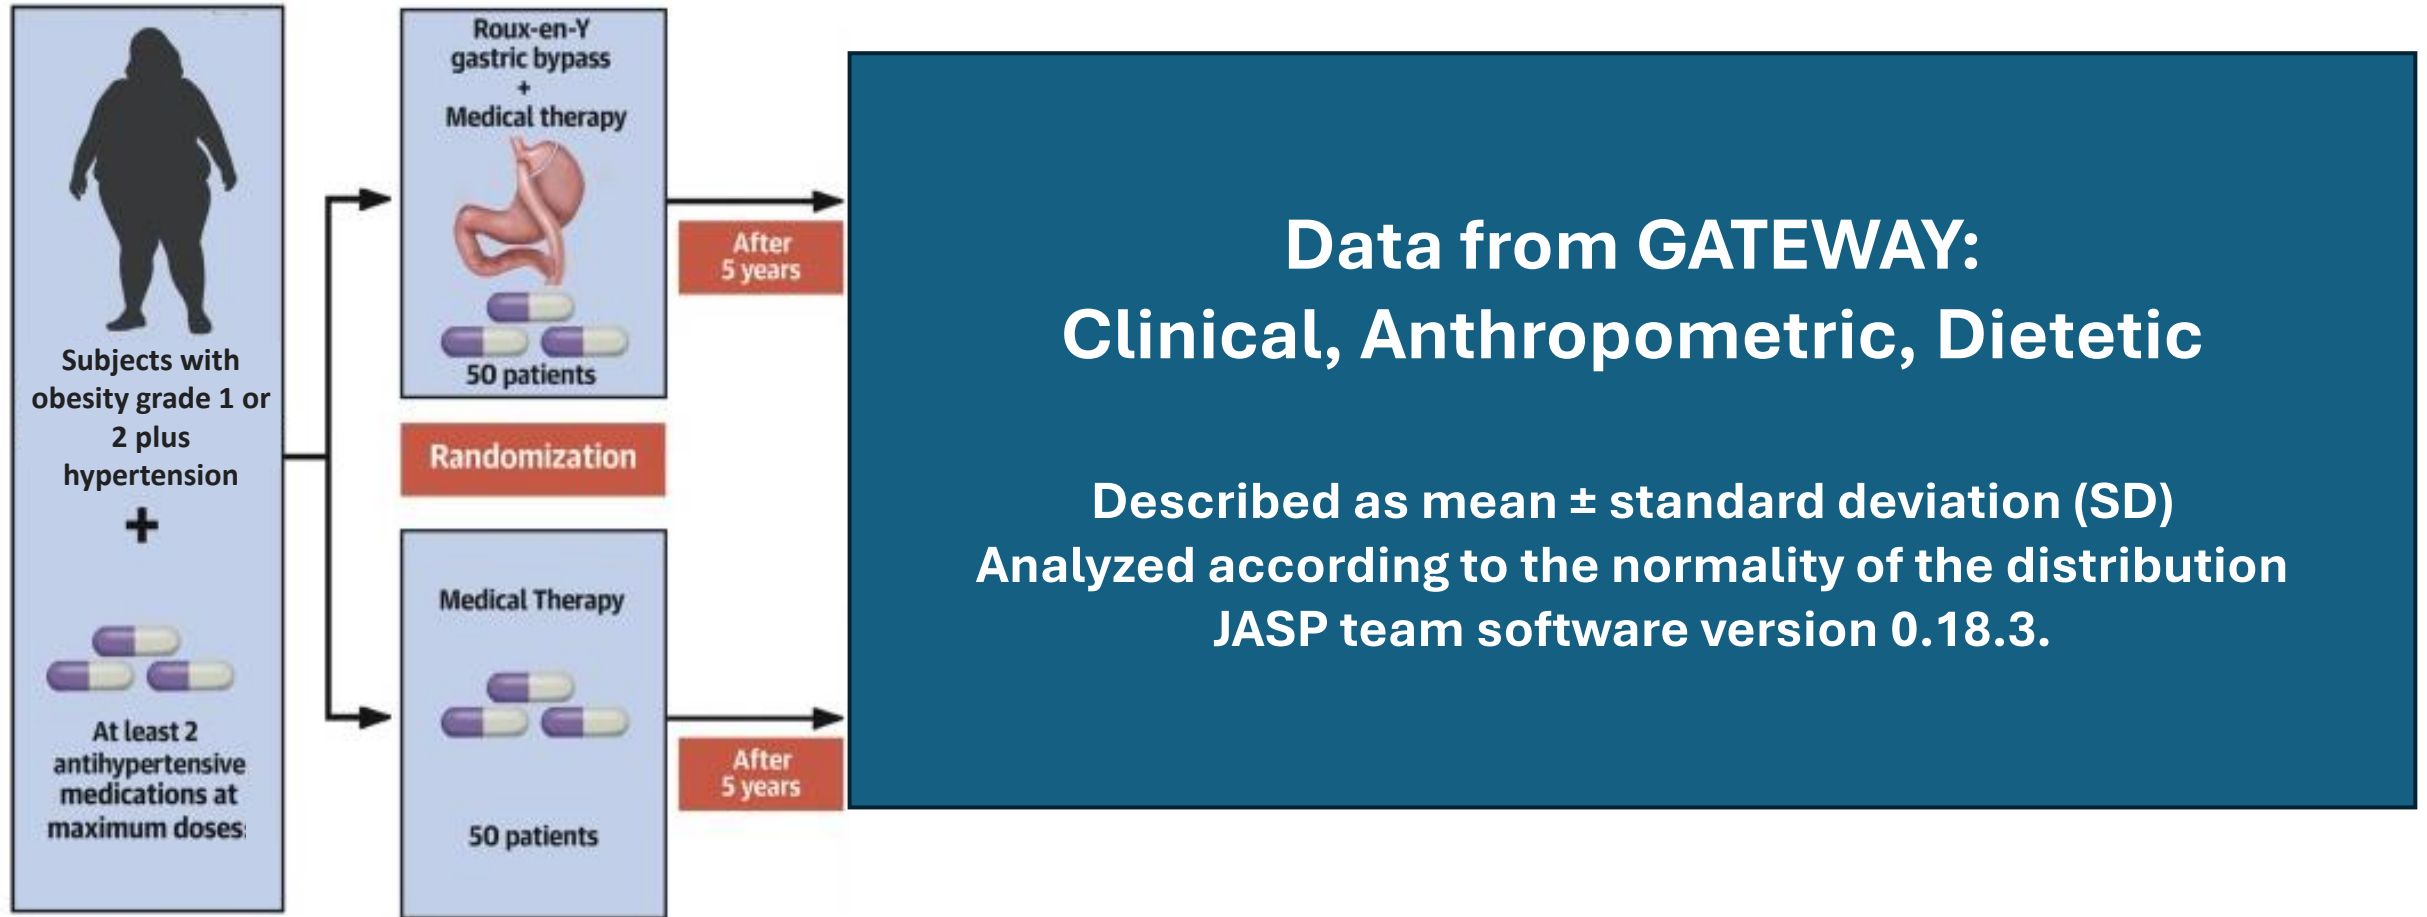 Subjects with
obesity grade 1 or
2 plus
hypertension
+
At least 2
antihypertensive
medications at
maximum doses:
Roux-en-Y
gastric bypass
+
Medical therapy
50 patients
Randomization
Medical Therapy
50 patients
After
5 years
After
5 years
Data from GATEWAY:
Clinical, Anthropometric, Dietetic
Described as mean ± standard deviation (SD)
Analyzed according to the normality of the distribution
JASP team software version 0.18.3.